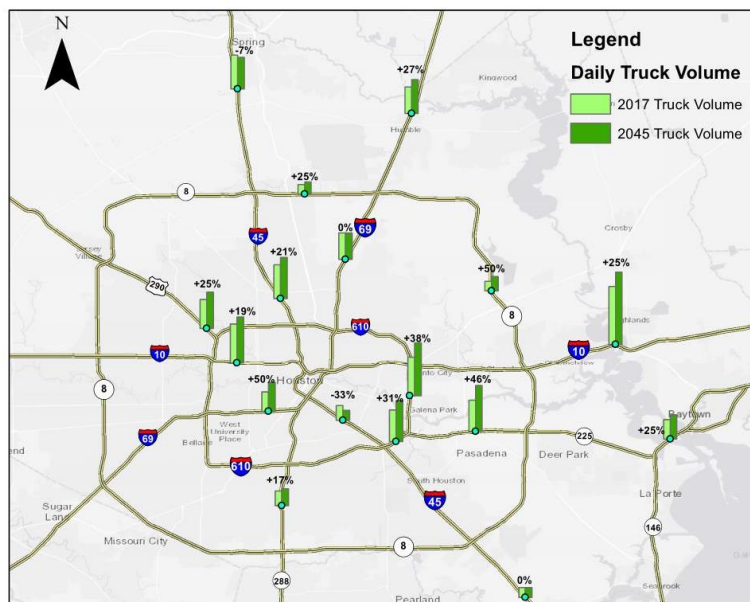 N
-7%
Spring
Legend
Daily Truck Volume
2017 Truck Volume
2045 Truck Volume
+27%
Kingwood
Humble
+25%
8
0%
69
45
Crosby
+21%
+25%
+50%
290
+25%
+19%
610
8
Highlands
10
+38%
10
Houston
+50%
-33%
+31%
Galena Park
+46%
8
West
University
Place
Bellaire
69
225
Baytown
+25%
Pasadena
Deer Park
610
South Houston
45
La Porte
+17%
Sugar
Land
Missouri City
8
146
288
0%
Pearland
Seabrook